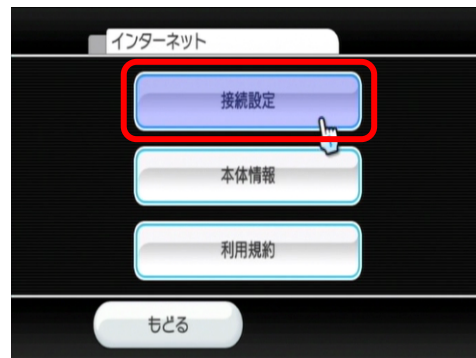 インターネット
接続設定
本体情報
利用規約
もどる